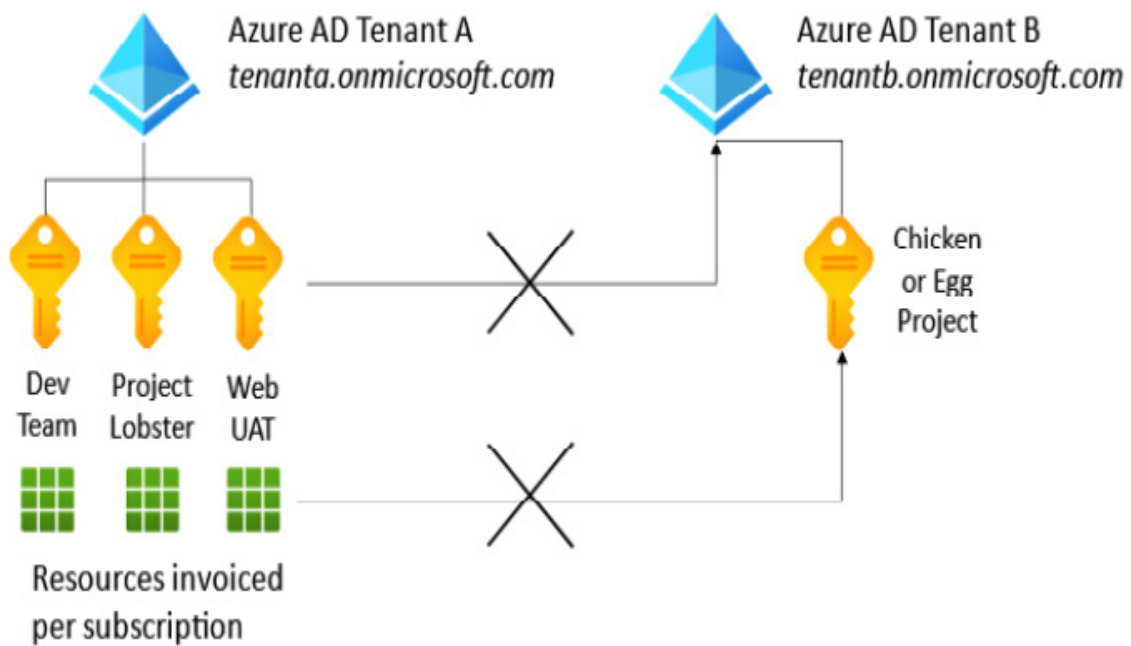 Azure AD Tenant A
tenanta.onmicrosoft.com
Azure AD Tenant B
tenantb.onmicrosoft.com
Chicken
or Egg
Project
Dev
Team
Project
Lobster
Web
UAT
Resources invoiced
per subscription